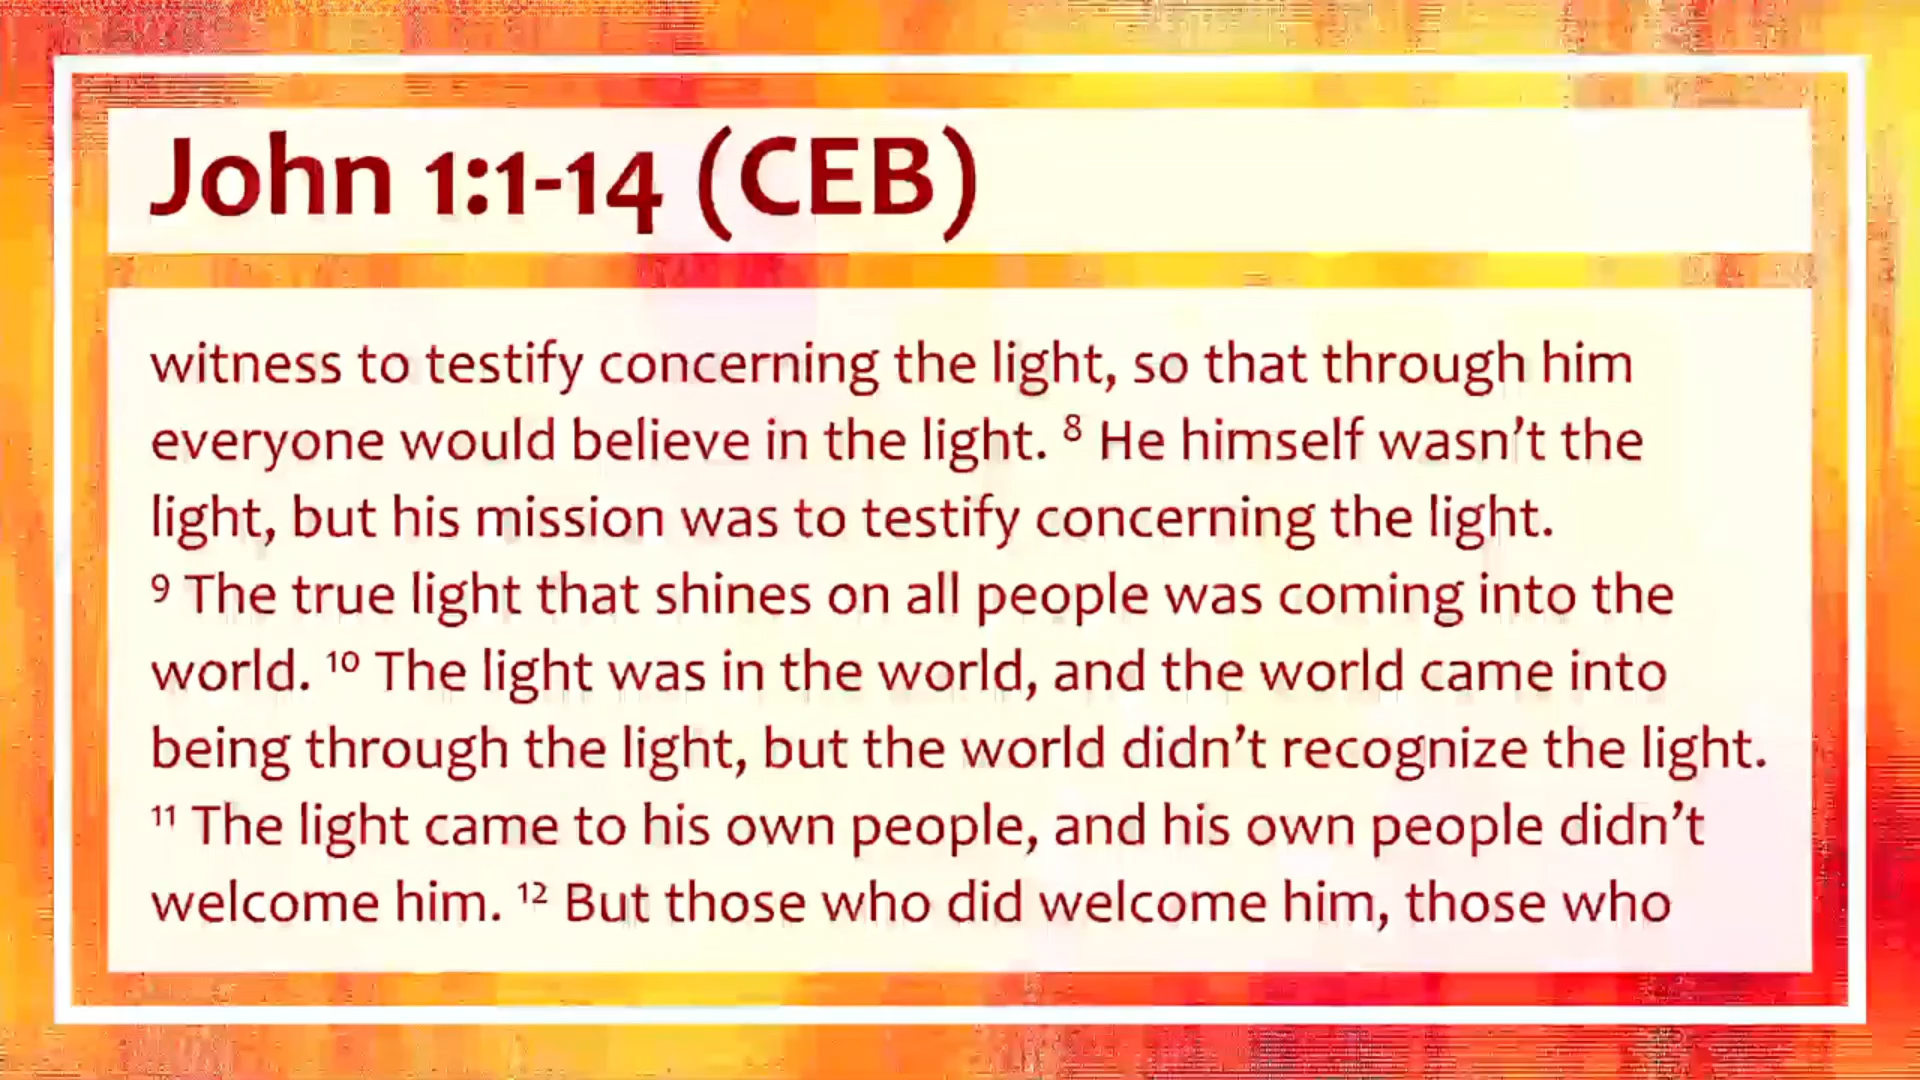 John 1:1-14 (CEB)
witness to testify concerning the light, so that through him
everyone would believe in the light. ⁸ He himself wasn’t the
light, but his mission was to testify concerning the light.
⁹ The true light that shines on all people was coming into the
world. ¹⁰ The light was in the world, and the world came into
being through the light, but the world didn’t recognize the light.
¹¹ The light came to his own people, and his own people didn’t
welcome him. ¹² But those who did welcome him, those who